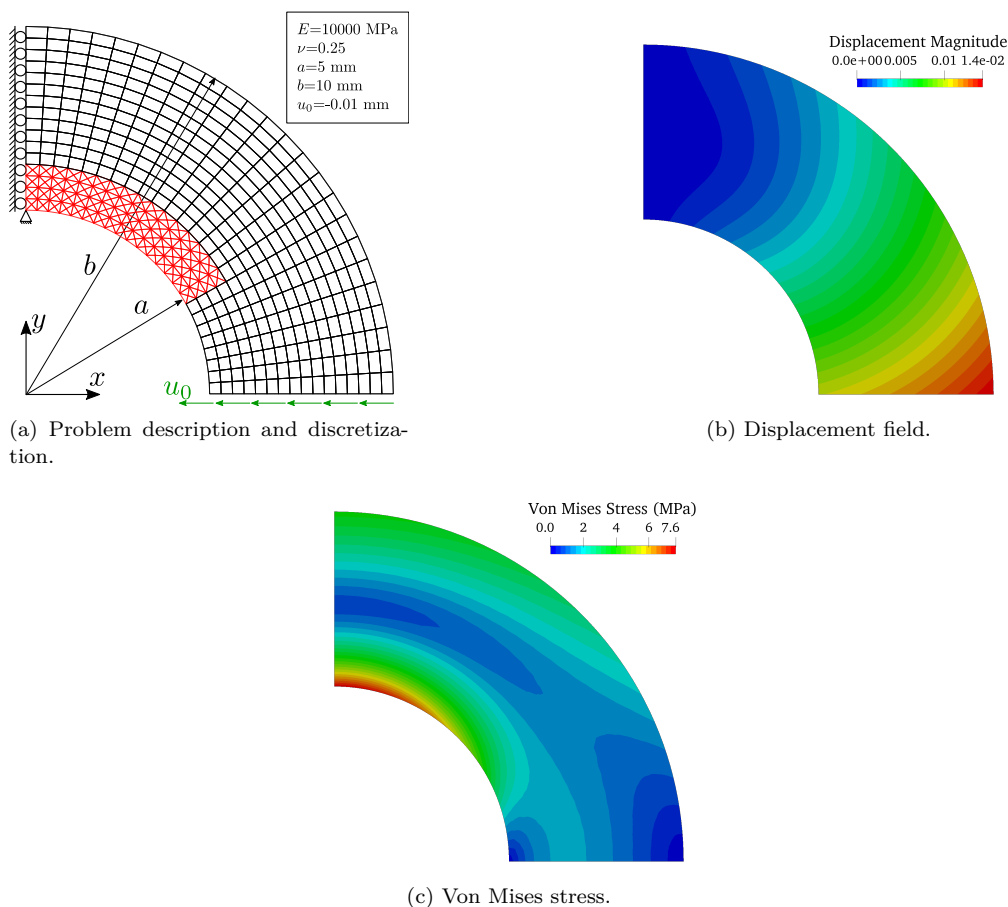 E=10000 MPa
ν=0.25
a=5 mm
b=10 mm
u₀=-0.01 mm
b
a
y
x
u₀
(a) Problem description and discretiza-
tion.
Displacement Magnitude
0.0e+00 0.005 0.01 1.4e-02
(b) Displacement field.
Von Mises Stress (MPa)
0.0 2 4 6 7.6
(c) Von Mises stress.